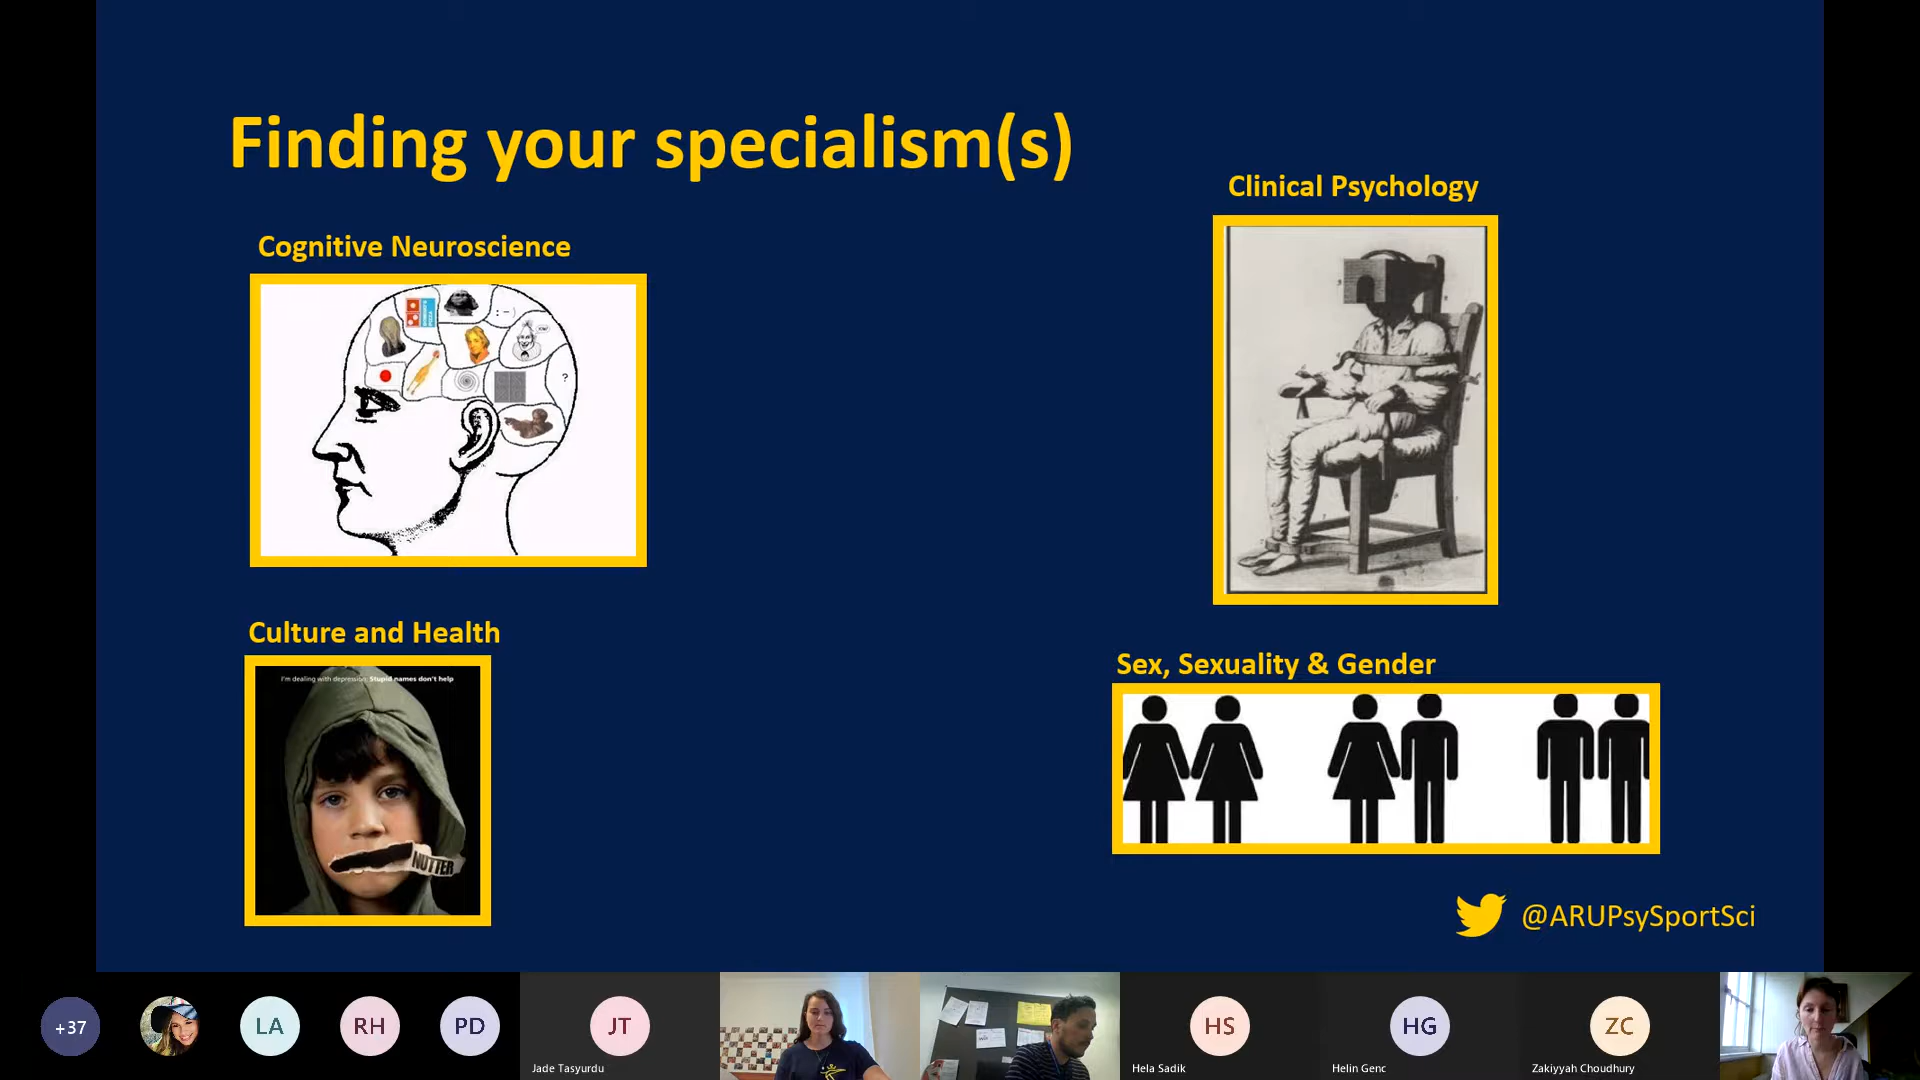 Finding your specialism(s)
Clinical Psychology
Cognitive Neuroscience
?
Culture and Health
I'm dealing with depression. Stupid names don't help
NUTTER
Sex, Sexuality & Gender
@ARUPsySportSci
+37
LA
RH
PD
JT
Jade Tasyurdu
HS
Hela Sadik
HG
Helin Genc
ZC
Zakiyyah Choudhury